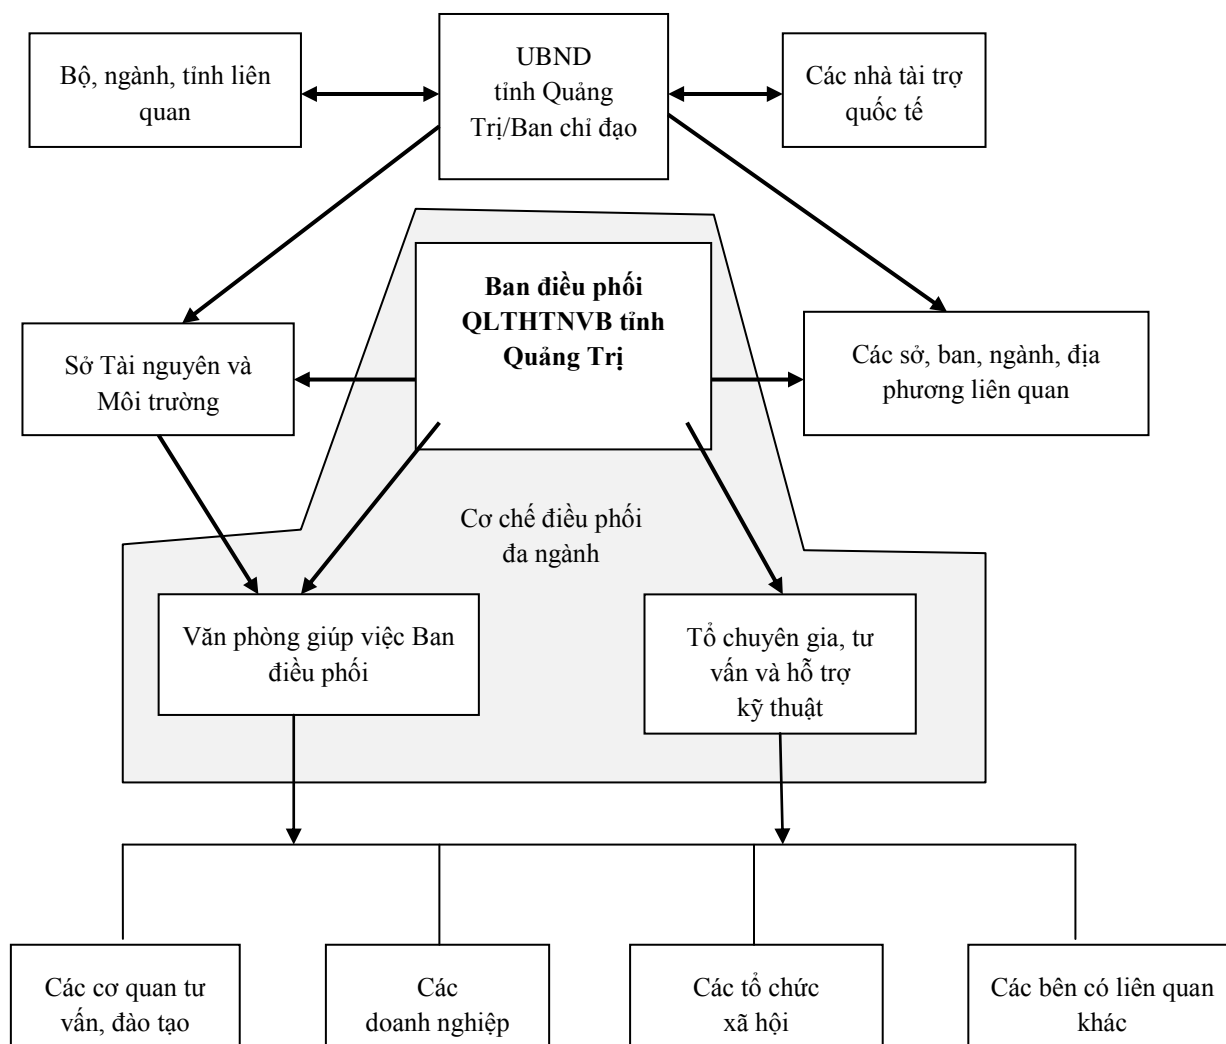 UBND
tỉnh Quảng
Trị/Ban chỉ đạo
Bộ, ngành, tỉnh liên
quan
Các nhà tài trợ
quốc tế
Ban điều phối
QLTHTNVB tỉnh
Quảng Trị
Sở Tài nguyên và
Môi trường
Các sở, ban, ngành, địa
phương liên quan
Cơ chế điều phối
đa ngành
Văn phòng giúp việc Ban
điều phối
Tổ chuyên gia, tư
vấn và hỗ trợ
kỹ thuật
Các cơ quan tư
vấn, đào tạo
Các
doanh nghiệp
Các tổ chức
xã hội
Các bên có liên quan
khác